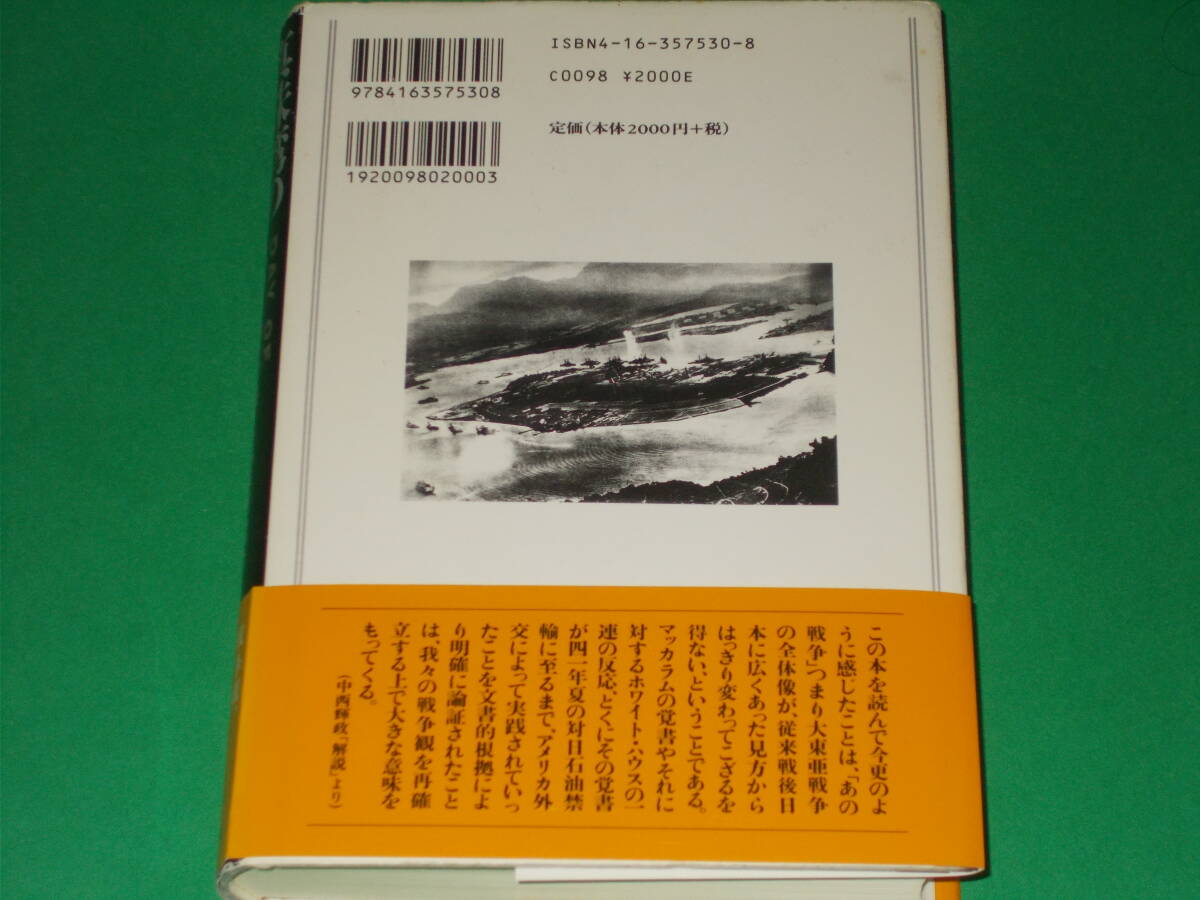 ISBN4-16-357530-8
C0098 ¥2000E
定価(本体2000円+税)
9784163575308
1920098020003
この本を読んで今更のよ
うに感じたことは、「あの
戦争」つまり大東亜戦争
の全体像が、従来戦後日
本に広くあった見方から
はっきり変わってこざるを
得ない、ということである。
マッカラムの覚書やそれに
対するホワイト・ハウスの一
連の反応、とくにその覚書
が四一年夏の対日石油禁
輸に至るまで、アメリカ外
交によって実践されていっ
たことを文書的根拠によ
り明確に論証されたこと
は、我々の戦争観を再確
立する上で大きな意味を
もってくる。
(中西輝政「解説」より)